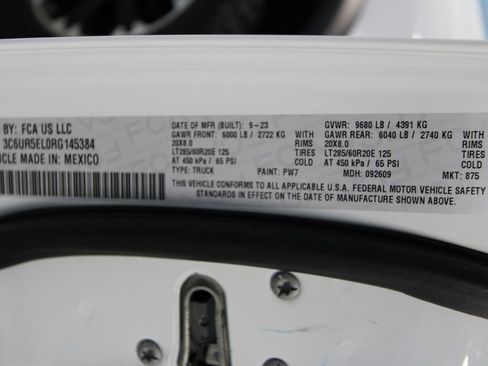 DATE OF MFR (BUILT): 9-23 GVWR: 9680 LB / 4391 KG
BY: FCA US LLC GAWR FRONT: 6000 LB / 2722 KG WITH GAWR REAR: 6040 LB / 2740 KG WITH
3C6UR5EL0RG145384 20X8.0 RIMS 20X8.0 RIMS
ICLE MADE IN: MEXICO LT285/60R20E 125 TIRES LT285/60R20E 125 TIRES
AT 450 kPa / 65 PSI COLD AT 450 kPa / 65 PSI COLD
TYPE: TRUCK PAINT: PW7 MDH: 092609 MKT: 875
THIS VEHICLE CONFORMS TO ALL APPLICABLE U.S.A. FEDERAL MOTOR VEHICLE SAFETY
STANDARDS IN EFFECT ON THE DATE OF MANUFACTURE SHOWN ABOVE.